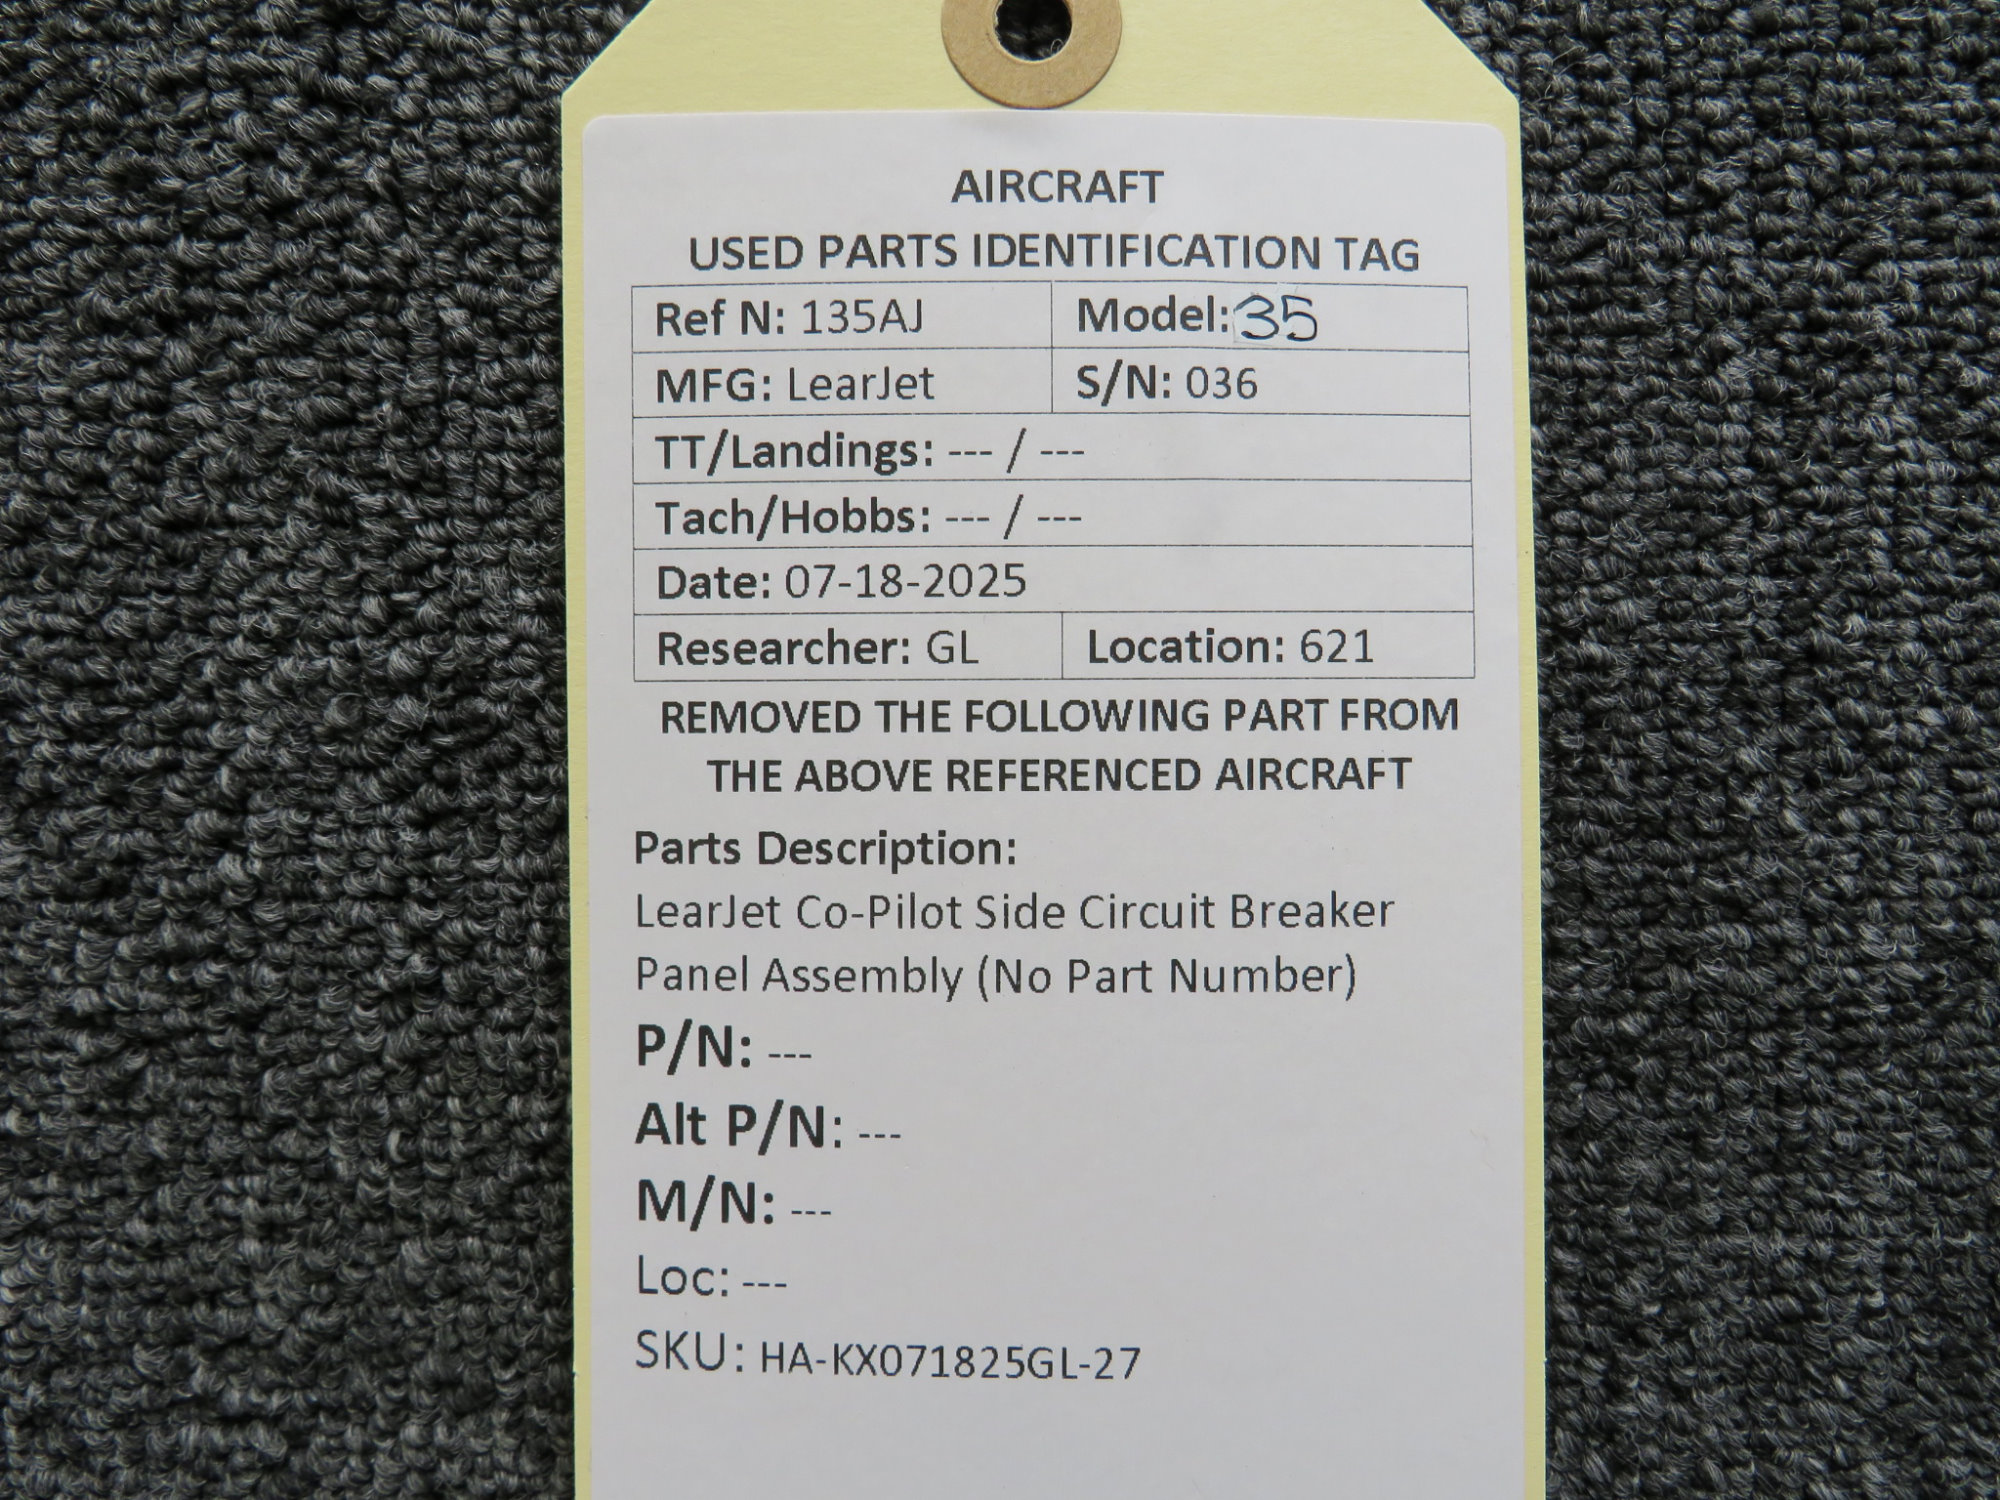 AIRCRAFT
USED PARTS IDENTIFICATION TAG
Ref N: 135AJ Model: 35
MFG: LearJet S/N: 036
TT/Landings: --- / ---
Tach/Hobbs: --- / ---
Date: 07-18-2025
Researcher: GL Location: 621
REMOVED THE FOLLOWING PART FROM
THE ABOVE REFERENCED AIRCRAFT
Parts Description:
LearJet Co-Pilot Side Circuit Breaker
Panel Assembly (No Part Number)
P/N: ---
Alt P/N: ---
M/N: ---
Loc: ---
SKU: HA-KX071825GL-27